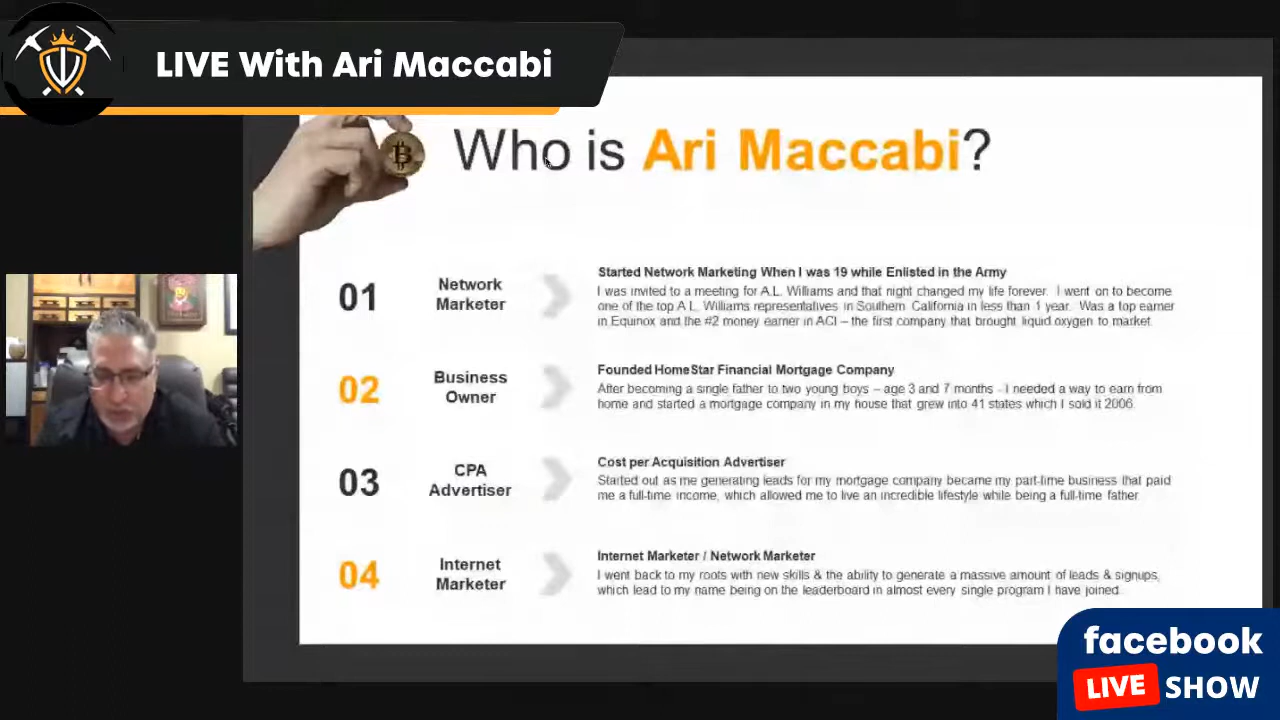 LIVE With Ari Maccabi
Who is Ari Maccabi?
01
Network
Marketer
Started Network Marketing When I was 19 while Enlisted in the Army
I was invited to a meeting for A.L. Williams and that night changed my life forever. I went on to become
one of the top A.L. Williams representatives in Southern California in less than 1 year. Was a top earner
in Equinox and the #2 money earner in ACI – the first company that brought liquid oxygen to market.
02
Business
Owner
Founded HomeStar Financial Mortgage Company
After becoming a single father to two young boys – age 3 and 7 months - I needed a way to earn from
home and started a mortgage company in my house that grew into 41 states which I sold it 2006.
03
CPA
Advertiser
Cost per Acquisition Advertiser
Started out as me generating leads for my mortgage company became my part-time business that paid
me a full-time income, which allowed me to live an incredible lifestyle while being a full-time father.
04
Internet
Marketer
Internet Marketer / Network Marketer
I went back to my roots with new skills & the ability to generate a massive amount of leads & signups,
which lead to my name being on the leaderboard in almost every single program I have joined.
facebook
LIVE SHOW